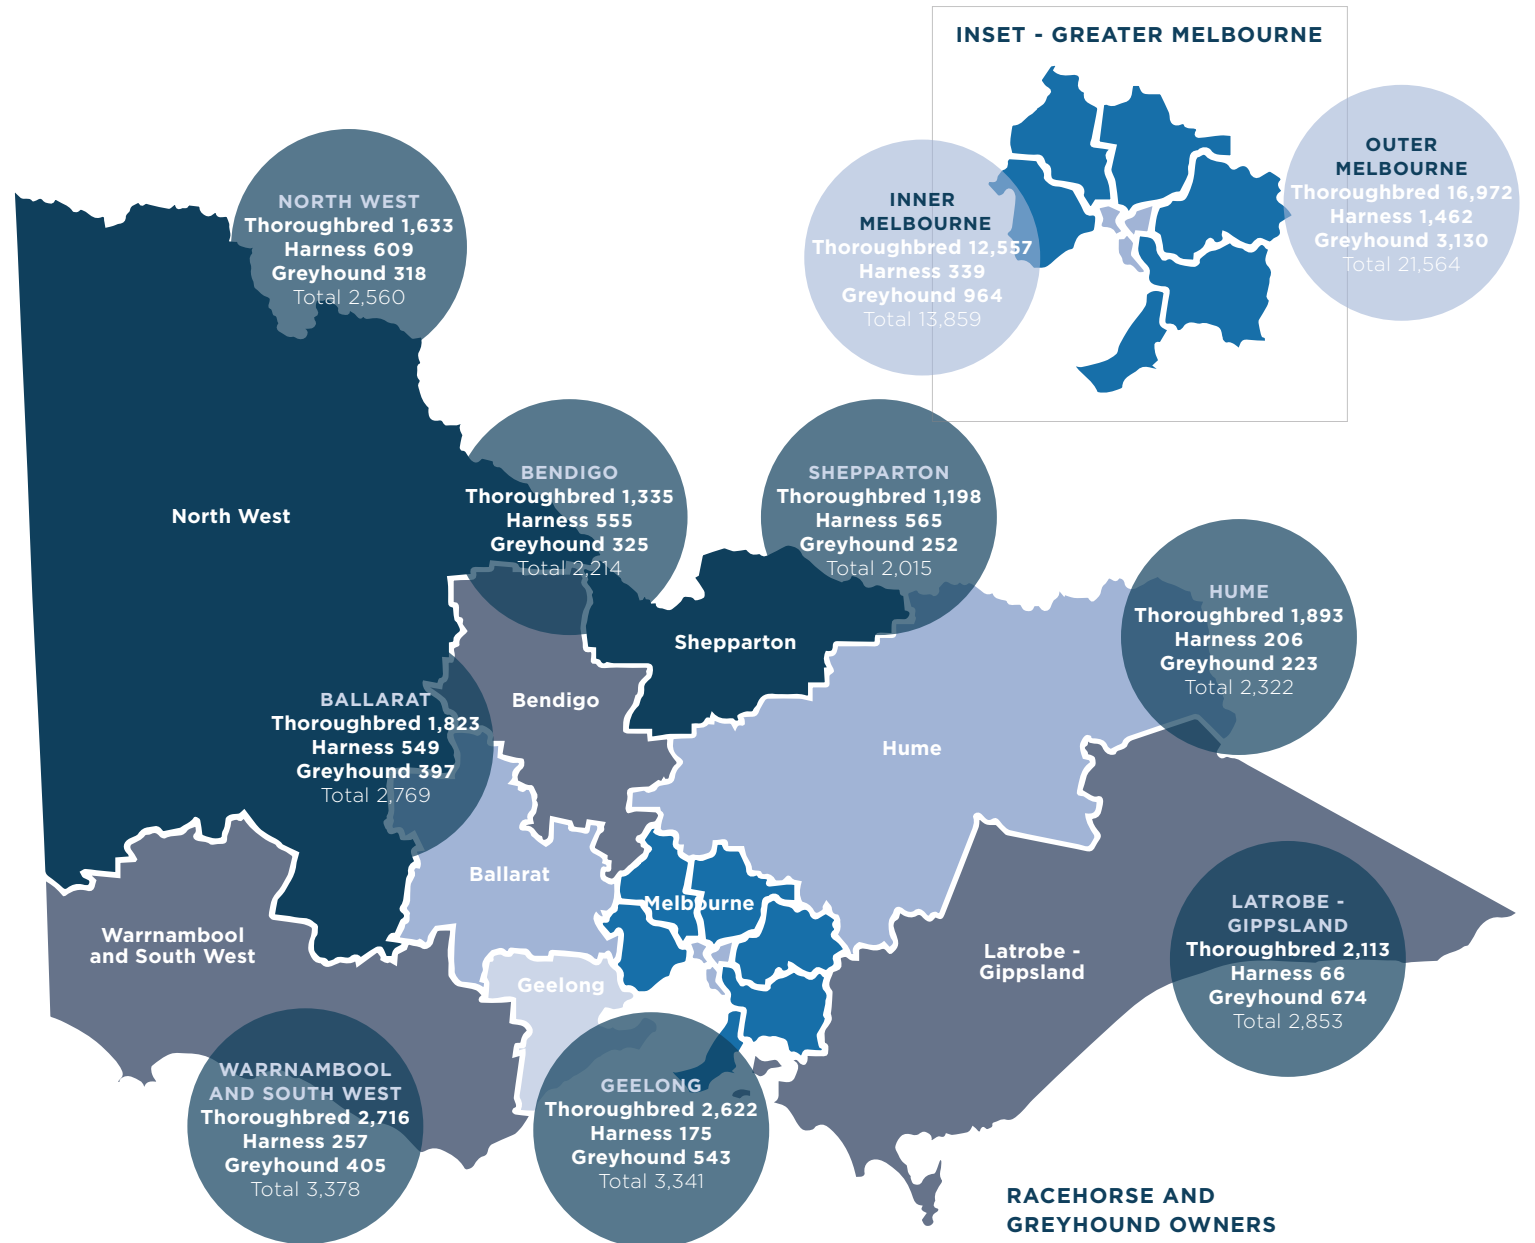 INSET - GREATER MELBOURNE
OUTER
MELBOURNE
Thoroughbred 16,972
Harness 1,462
Greyhound 3,130
Total 21,564
INNER
MELBOURNE
Thoroughbred 12,557
Harness 339
Greyhound 964
Total 13,859
NORTH WEST
Thoroughbred 1,633
Harness 609
Greyhound 318
Total 2,560
BENDIGO
Thoroughbred 1,335
Harness 555
Greyhound 325
Total 2,214
SHEPPARTON
Thoroughbred 1,198
Harness 565
Greyhound 252
Total 2,015
North West
HUME
Thoroughbred 1,893
Harness 206
Greyhound 223
Total 2,322
Shepparton
BALLARAT
Thoroughbred 1,823
Harness 549
Greyhound 397
Total 2,769
Bendigo
Hume
Ballarat
Melbourne
LATROBE -
GIPPSLAND
Thoroughbred 2,113
Harness 66
Greyhound 674
Total 2,853
Warrnambool
and South West
Latrobe -
Gippsland
Geelong
WARRNAMBOOL
AND SOUTH WEST
Thoroughbred 2,716
Harness 257
Greyhound 405
Total 3,378
GEELONG
Thoroughbred 2,622
Harness 175
Greyhound 543
Total 3,341
RACEHORSE AND
GREYHOUND OWNERS